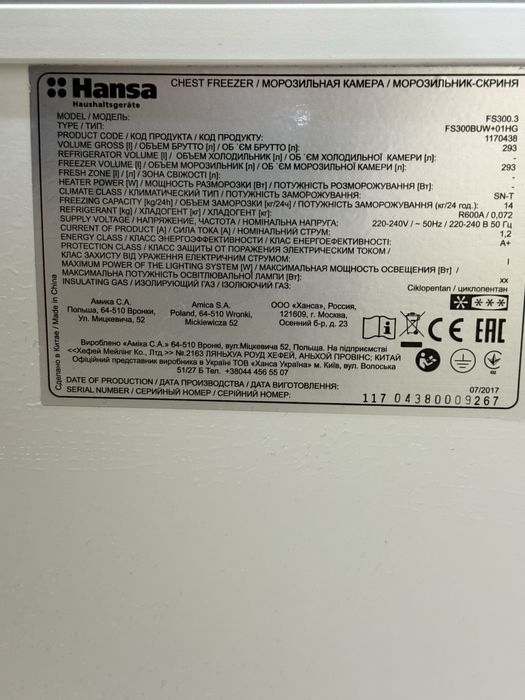 Hansa
Haushaltsgeräte
CHEST FREEZER / МОРОЗИЛЬНАЯ КАМЕРА / МОРОЗИЛЬНИК-СКРИНЯ
MODEL / МОДЕЛЬ: FS300.3
TYPE / ТИП: FS300BUW+01HG
PRODUCT CODE / КОД ПРОДУКТА / КОД ПРОДУКТУ: 1170438
VOLUME GROSS [l] / ОБЪЕМ БРУТТО [л] / ОБ`ЄМ БРУТТО [л]: 293
REFRIGERATOR VOLUME [l] / ОБЪЕМ ХОЛОДИЛЬНИКОМ [л] / ОБ`ЄМ ХОЛОДИЛЬНОЇ КАМЕРИ [л]: -
FREEZER VOLUME [l] / ОБЪЕМ МОРОЗИЛЬНИКОМ [л] / ОБ`ЄМ МОРОЗИЛЬНОЇ КАМЕРИ [л]: 293
FRESH ZONE [l] / [л] / ЗОНА СВІЖОСТІ [л]: -
HEATER POWER [W] / МОЩНОСТЬ РАЗМОРОЗКИ [Вт] / ПОТУЖНІСТЬ РОЗМОРОЖУВАННЯ [Вт]: -
CLIMATE CLASS / КЛИМАТИЧЕСКИЙ ТИП / ПОТУЖНІСТЬ ЗАМОРОЖУВАННЯ: SN-T
FREEZING CAPACITY [kg/24h] / ОБЪЕМ ЗАМОРОЗКИ [кг/24ч] / ПОТУЖНІСТЬ ЗАМОРОЖУВАННЯ (кг/24 год.): 14
REFRIGERANT [kg] / ХЛАДОГЕНТ [кг] / ХЛАДОГЕНТ [кг]: R600A / 0,072
SUPPLY VOLTAGE / НАПРЯЖЕНИЕ, ЧАСТОТА / НОМІНАЛЬНА НАПРУГА: 220-240V / ~ 50Hz / 220-240 В 50 Гц
CURRENT OF PRODUCT [A] / СИЛА ТОКА [А] / НОМІНАЛЬНИЙ СТРУМ: 1,2
ENERGY CLASS / КЛАСС ЭНЕРГОЭФФЕКТИВНОСТИ / КЛАС ЕНЕРГОЕФЕКТИВНОСТІ: A+
PROTECTION CLASS / КЛАСС ЗАЩИТЫ ОТ ПОРАЖЕНИЯ ЭЛЕКТРИЧЕСКИМ ТОКОМ /
КЛАС ЗАХИСТУ ВІД УРАЖЕННЯ ЕЛЕКТРИЧНИМ СТРУМОМ: I
MAXIMUM POWER OF THE LIGHTING SYSTEM [W] / МАКСИМАЛЬНАЯ МОЩНОСТЬ ОСВЕЩЕНИЯ [Вт] /
МАКСИМАЛЬНА ПОТУЖНІСТЬ ОСВІТЛЮВАЛЬНОЇ ЛАМПИ [Вт]: xx
INSULATING GAS / ИЗОЛИРУЮЩИЙ ГАЗ / ІЗОЛЮЮЧИЙ ГАЗ: Ciklopentan / циклопентан
Сделано в Китае / Made in China
Амика С.А.
Польша, 64-510 Вронки,
Ул. Мицкевича, 52
Amica S.A.
Poland, 64-510 Wronki,
Mickiewicza 52
ООО «Ханса», Россия,
121609, г. Москва,
Осенний б-р, д. 23
CE EAC
Вироблено «Аміка С.А.» 64-510 Вронкі, вул.Міцкевича 52, Польща. На підприємстві
<<Хефей Мейлінг Ко., Лтд.>> №.2163 ЛЯНЬХУА РОУД ХЕФЕЙ, АНЬХОЙ ПРОВІНС; КИТАЙ
Офіційний представник виробника в Україні ТОВ «Ханса Україна» м. Київ, вул. Волоська
51/27 Б Тел. +38044 456 55 07
DATE OF PRODUCTION / ДАТА ПРОИЗВОДСТВА / ДАТА ВИГОТОВЛЕННЯ: 07/2017
SERIAL NUMBER / СЕРИЙНЫЙ НОМЕР / СЕРІЙНИЙ НОМЕР: 117 04380009267